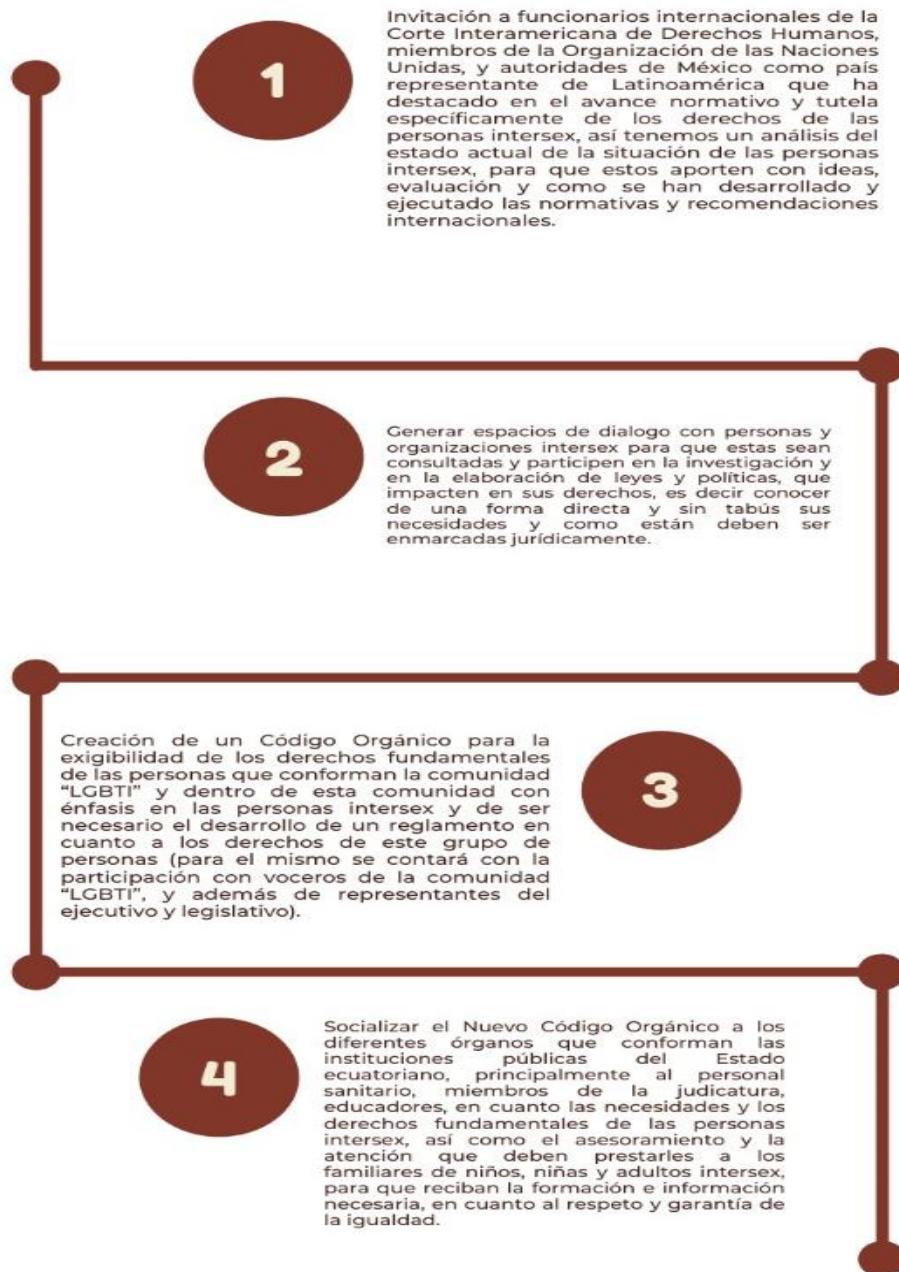 1
Invitación a funcionarios internacionales de la
Corte Interamericana de Derechos Humanos,
miembros de la Organización de las Naciones
Unidas, y autoridades de México como país
representante de Latinoamérica que ha
destacado en el avance normativo y tutela
específicamente de los derechos de las
personas intersex, así tenemos un análisis del
estado actual de la situación de las personas
intersex, para que estos aporten con ideas,
evaluación y como se han desarrollado y
ejecutado las normativas y recomendaciones
internacionales.
2
Generar espacios de dialogo con personas y
organizaciones intersex para que estas sean
consultadas y participen en la investigación y
en la elaboración de leyes y políticas, que
impacten en sus derechos, es decir conocer
de una forma directa y sin tabús sus
necesidades y como están deben ser
enmarcadas jurídicamente.
3
Creación de un Código Orgánico para la
exigibilidad de los derechos fundamentales
de las personas que conforman la comunidad
“LGBTI” y dentro de esta comunidad con
énfasis en las personas intersex y de ser
necesario el desarrollo de un reglamento en
cuanto a los derechos de este grupo de
personas (para el mismo se contará con la
participación con voceros de la comunidad
“LGBTI”, y además de representantes del
ejecutivo y legislativo).
4
Socializar el Nuevo Código Orgánico a los
diferentes órganos que conforman las
instituciones públicas del Estado
ecuatoriano, principalmente al personal
sanitario, miembros de la judicatura,
educadores, en cuanto las necesidades y los
derechos fundamentales de las personas
intersex, así como el asesoramiento y la
atención que deben prestarles a los
familiares de niños, niñas y adultos intersex,
para que reciban la formación e información
necesaria, en cuanto al respeto y garantía de
la igualdad.